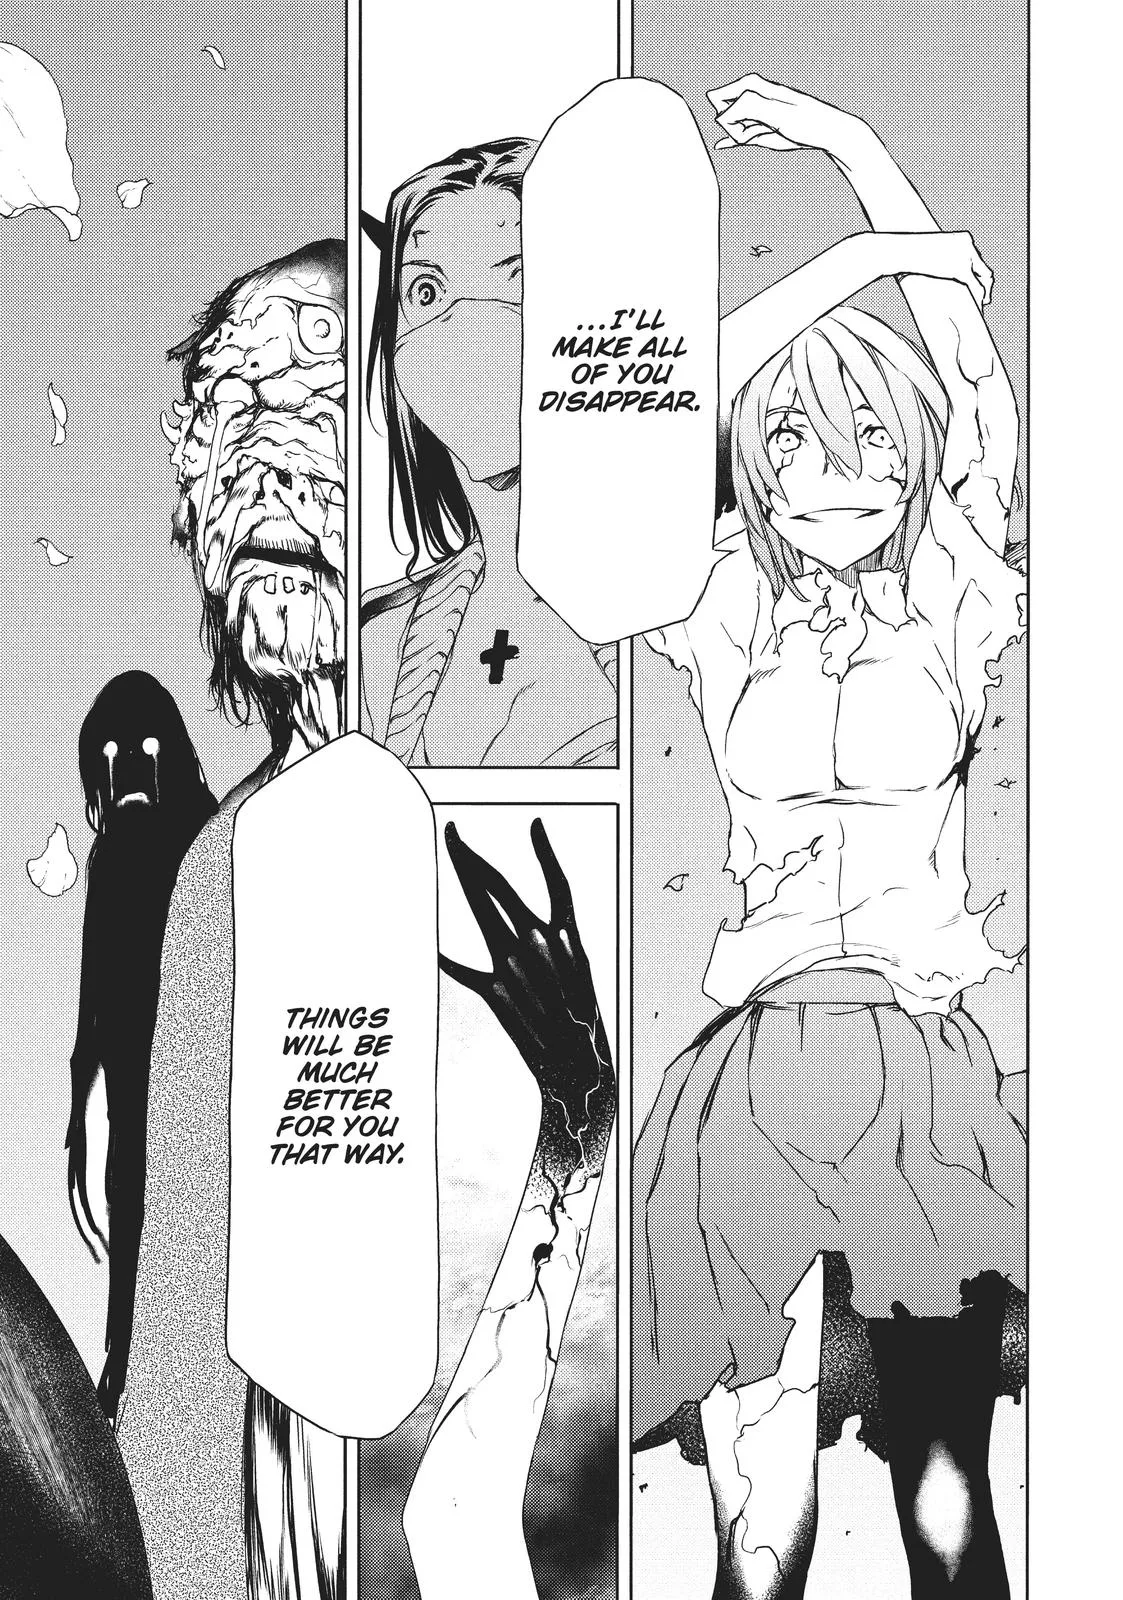 ...I'LL
MAKE ALL
OF YOU
DISAPPEAR.
THINGS
WILL BE
MUCH
BETTER
FOR YOU
THAT WAY.